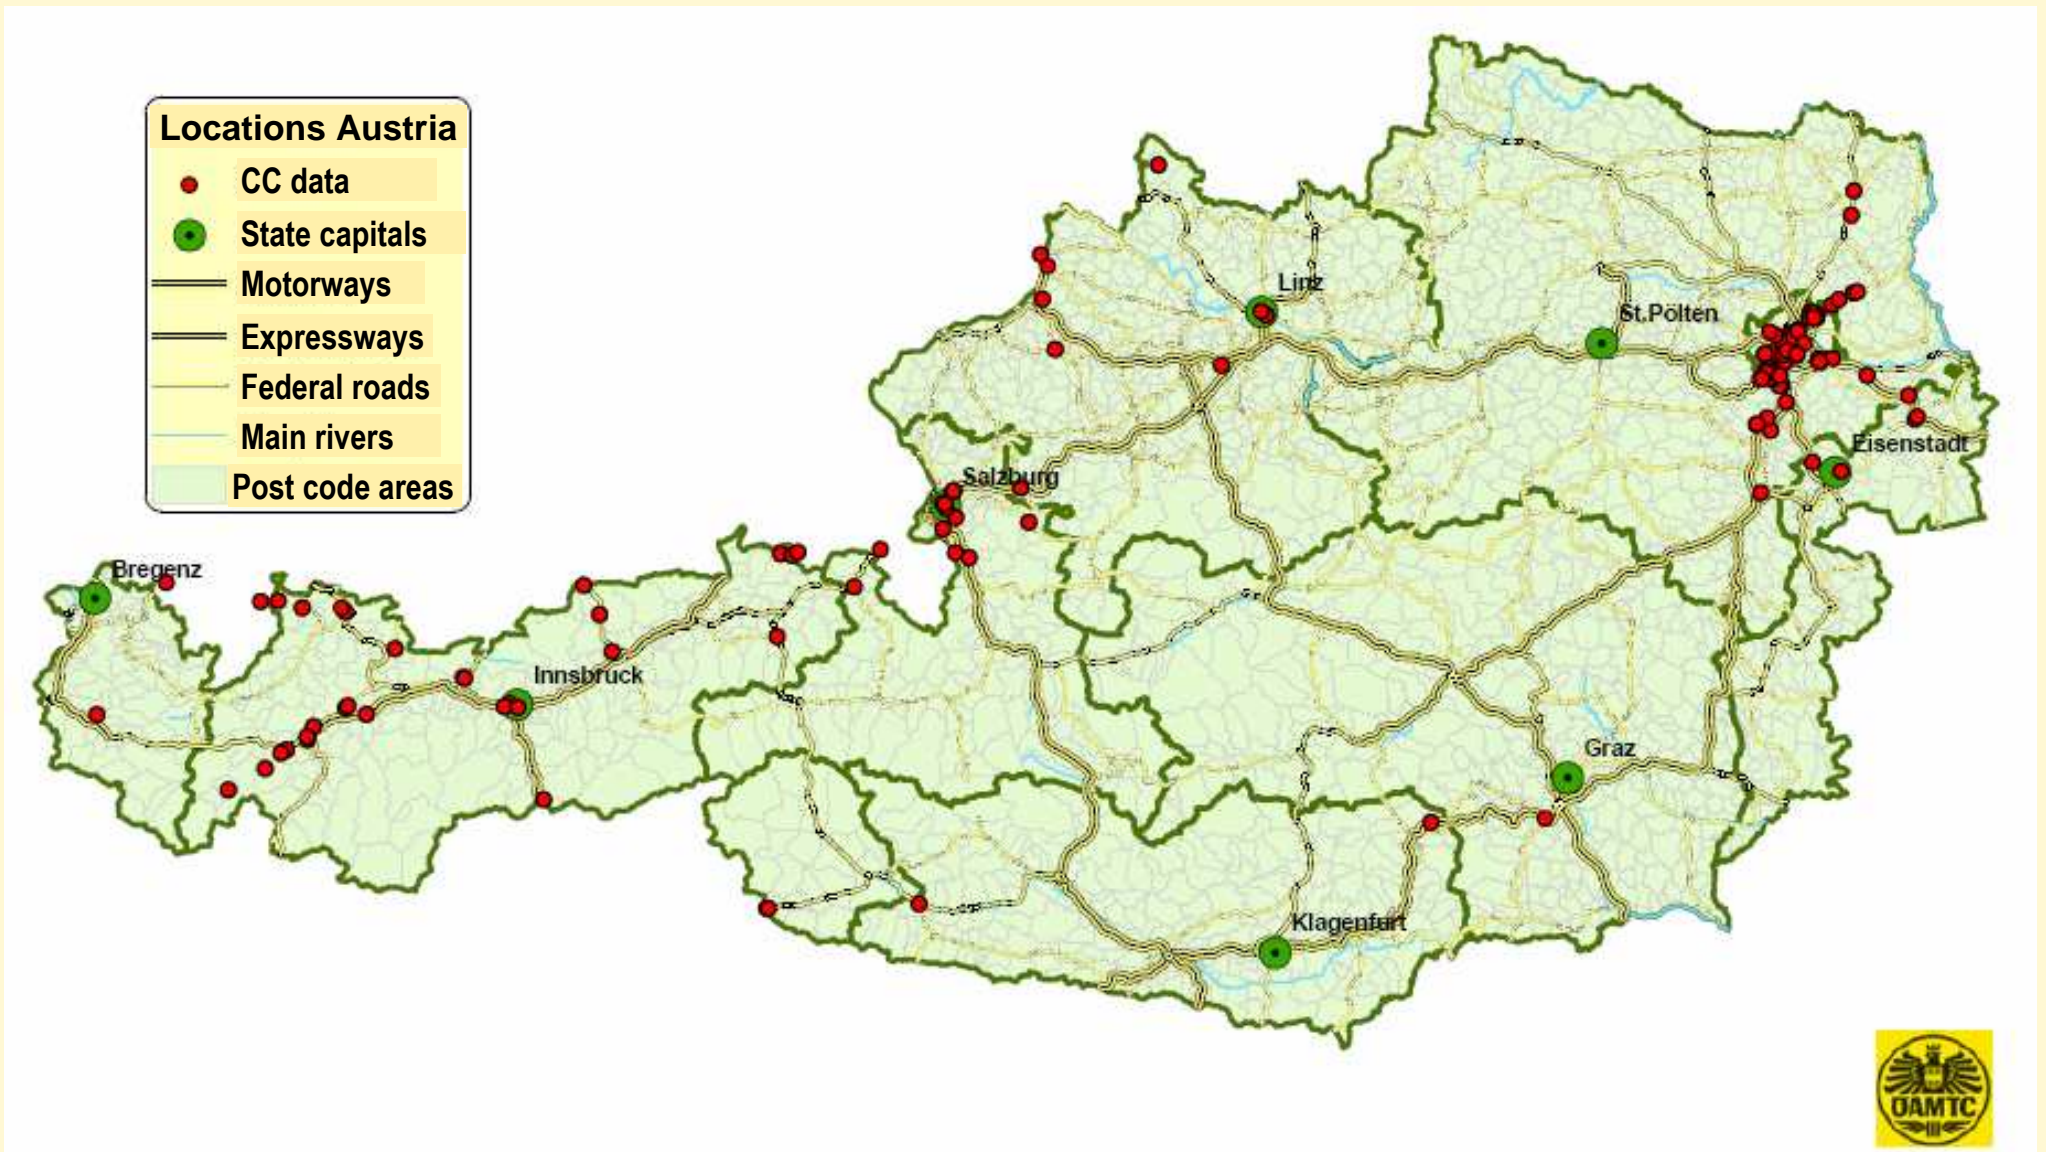 Locations Austria
CC data
State capitals
Motorways
Expressways
Federal roads
Main rivers
Post code areas
Linz
St.Pölten
Eisenstadt
Salzburg
Bregenz
Innsbruck
Graz
Klagenfurt
ÖAMTC